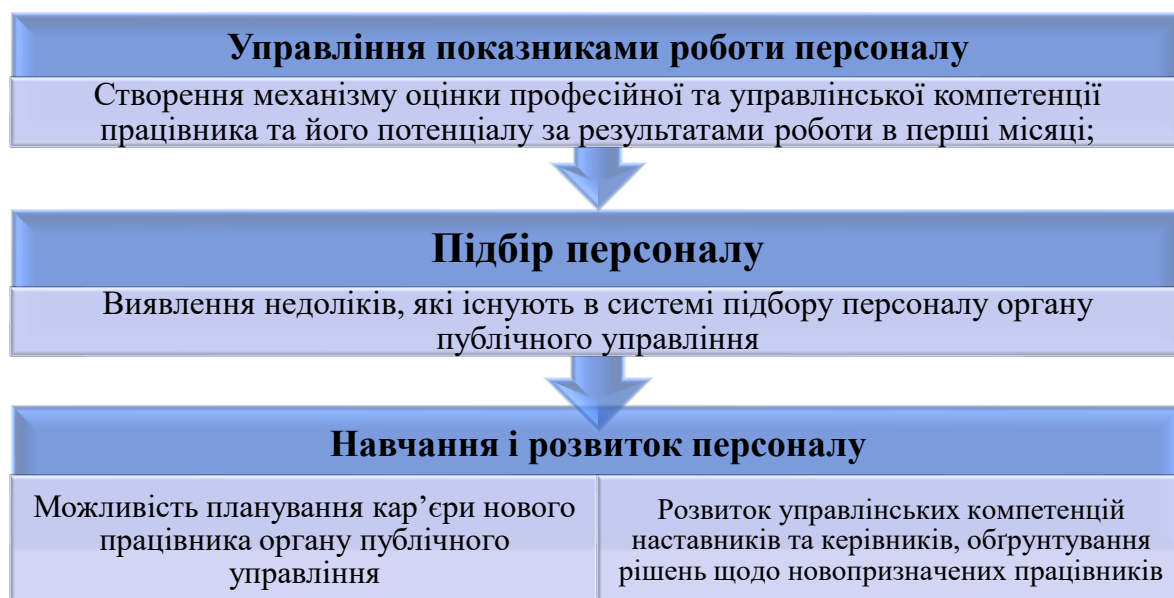 Управління показниками роботи персоналу
Створення механізму оцінки професійної та управлінської компетенції
працівника та його потенціалу за результатами роботи в перші місяці;
Підбір персоналу
Виявлення недоліків, які існують в системі підбору персоналу органу
публічного управління
Навчання і розвиток персоналу
Можливість планування кар’єри нового
працівника органу публічного
управління
Розвиток управлінських компетенцій
наставників та керівників, обґрунтування
рішень щодо новопризначених працівників